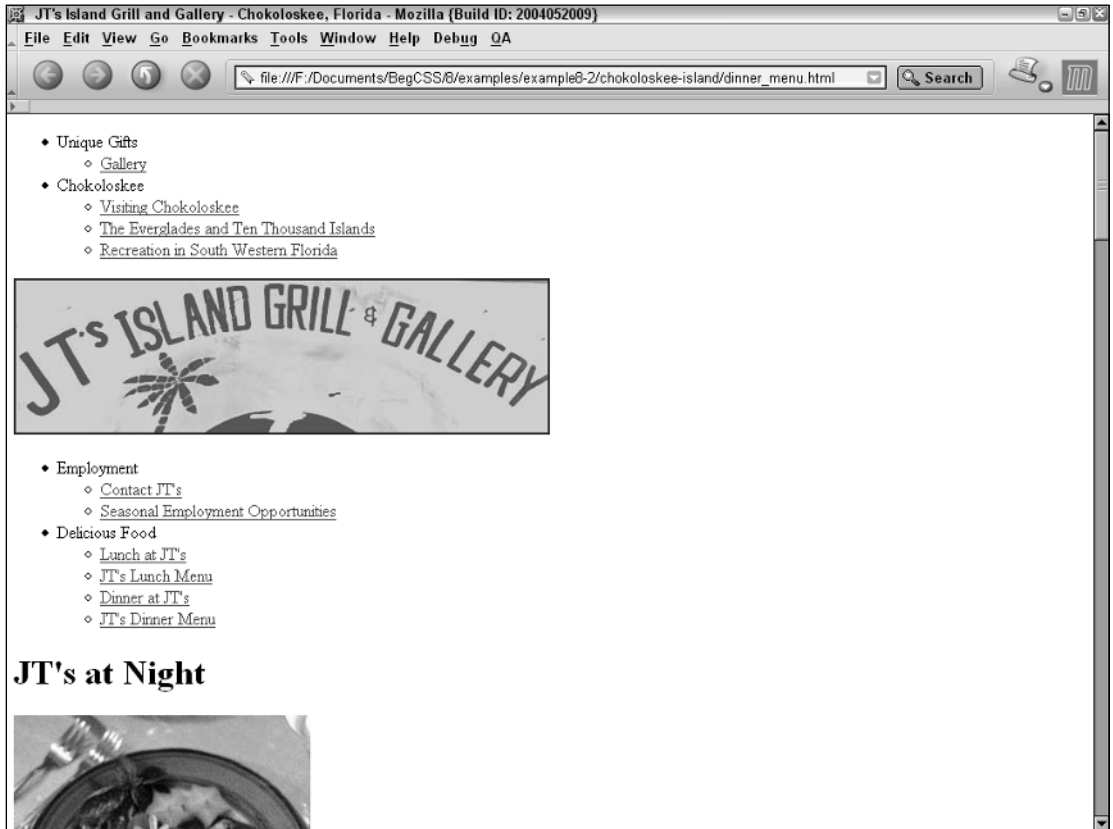 JT's Island Grill and Gallery - Chokoloskee, Florida - Mozilla {Build ID: 2004052009}
File Edit View Go Bookmarks Tools Window Help Debug QA
file:///F:/Documents/BegCSS/8/examples/example8-2/chokoloskee-island/dinner_menu.html Search
Unique Gifts
Gallery
Chokoloskee
Visiting Chokoloskee
The Everglades and Ten Thousand Islands
Recreation in South Western Florida
JT's ISLAND GRILL & GALLERY
Employment
Contact JT's
Seasonal Employment Opportunities
Delicious Food
Lunch at JT's
JT's Lunch Menu
Dinner at JT's
JT's Dinner Menu
JT's at Night